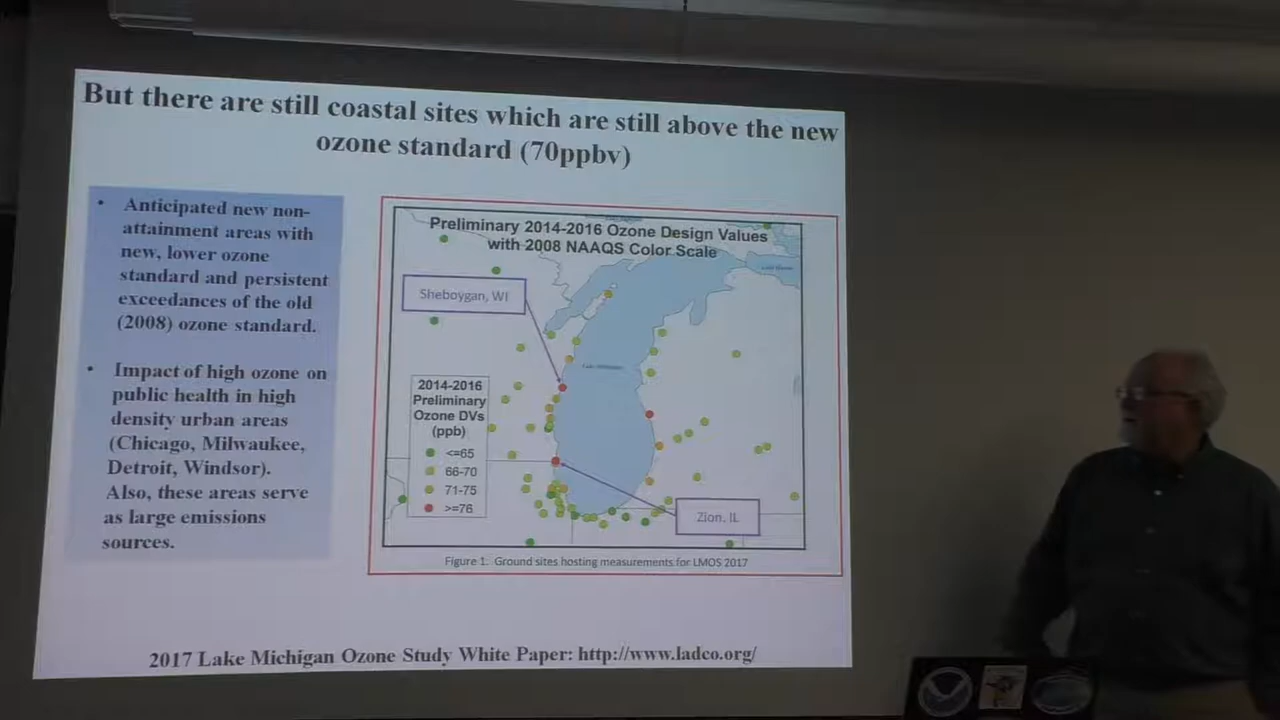 But there are still coastal sites which are still above the new
ozone standard (70ppbv)
• Anticipated new non-
attainment areas with
new, lower ozone
standard and persistent
exceedances of the old
(2008) ozone standard.
• Impact of high ozone on
public health in high
density urban areas
(Chicago, Milwaukee,
Detroit, Windsor).
Also, these areas serve
as large emissions
sources.
Preliminary 2014-2016 Ozone Design Values
with 2008 NAAQS Color Scale
Sheboygan, WI
2014-2016
Preliminary
Ozone DVs
(ppb)
<=65
66-70
71-75
>=76
Zion, IL
Figure 1: Ground sites hosting measurements for LMOS 2017
2017 Lake Michigan Ozone Study White Paper: http://www.ladco.org/